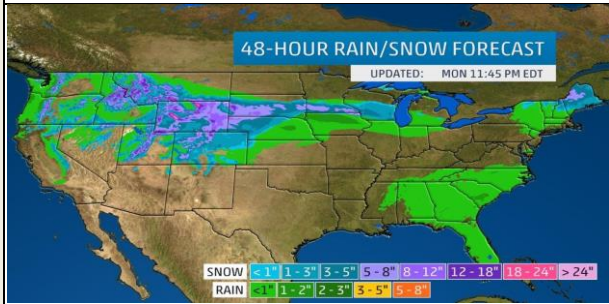 48-HOUR RAIN/SNOW FORECAST
UPDATED: MON 11:45 PM EDT
SNOW <1" 1 - 3" 3 - 5" 5 - 8" 8 - 12" 12 - 18" 18 - 24" > 24"
RAIN <1" 1 - 2" 2 - 3" 3 - 5" 5 - 8"